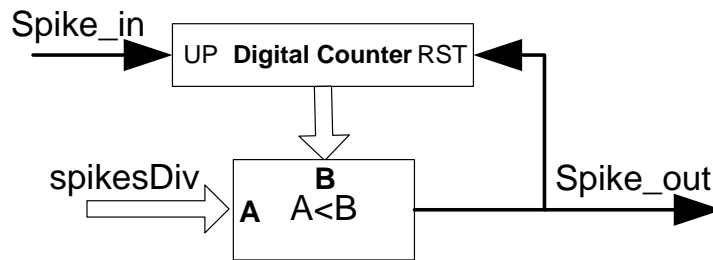 Spike_in
UP Digital Counter RST
spikesDiv
B
A A<B
Spike_out